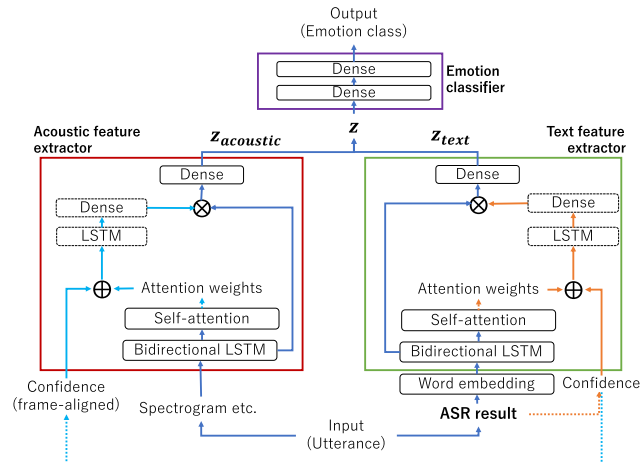 Output
(Emotion class)
Dense
Dense
Emotion
classifier
Acoustic feature
extractor
z_acoustic
z
z_text
Text feature
extractor
Dense
Dense
LSTM
Attention weights
Self-attention
Bidirectional LSTM
Dense
Dense
LSTM
Attention weights
Self-attention
Bidirectional LSTM
Word embedding
Confidence
(frame-aligned)
Spectrogram etc.
Input
(Utterance)
ASR result
Confidence